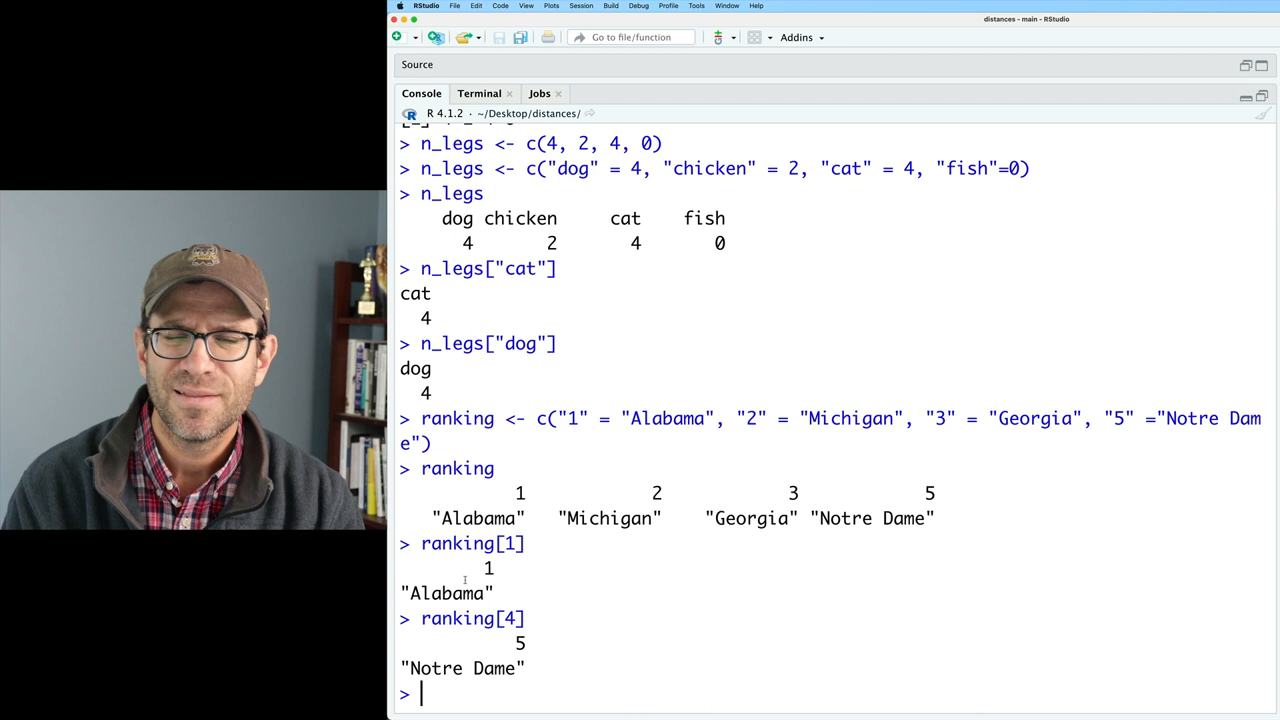 RStudio File Edit Code View Plots Session Build Debug Profile Tools Window Help
distances - main - RStudio
Go to file/function Addins
Source
Console Terminal Jobs
R 4.1.2 · ~/Desktop/distances/
> n_legs <- c(4, 2, 4, 0)
> n_legs <- c("dog" = 4, "chicken" = 2, "cat" = 4, "fish"=0)
> n_legs
dog chicken cat fish
4 2 4 0
> n_legs["cat"]
cat
4
> n_legs["dog"]
dog
4
> ranking <- c("1" = "Alabama", "2" = "Michigan", "3" = "Georgia", "5" ="Notre Dam
e")
> ranking
1 2 3 5
"Alabama" "Michigan" "Georgia" "Notre Dame"
> ranking[1]
1
"Alabama"
> ranking[4]
5
"Notre Dame"
>